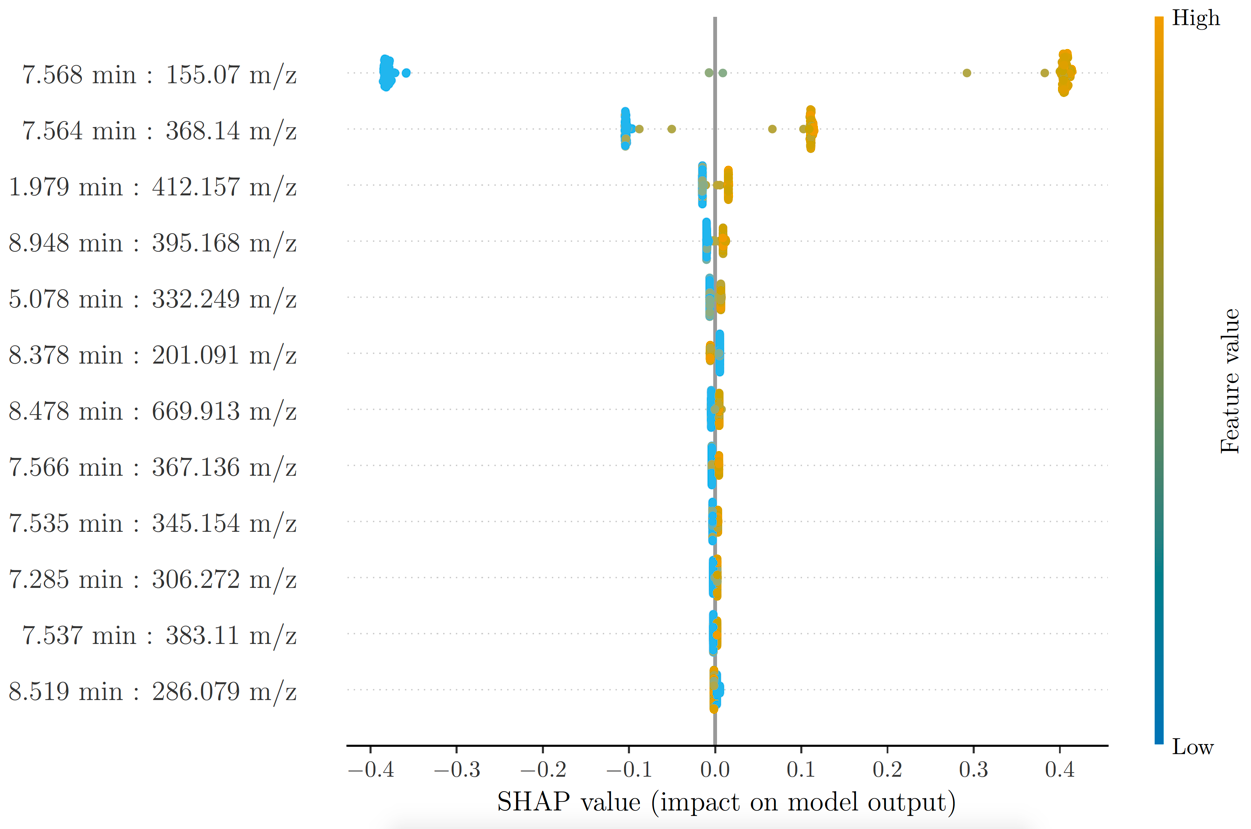 High
7.568 min : 155.07 m/z
7.564 min : 368.14 m/z
1.979 min : 412.157 m/z
8.948 min : 395.168 m/z
5.078 min : 332.249 m/z
8.378 min : 201.091 m/z
8.478 min : 669.913 m/z
7.566 min : 367.136 m/z
7.535 min : 345.154 m/z
7.285 min : 306.272 m/z
7.537 min : 383.11 m/z
8.519 min : 286.079 m/z
Feature value
Low
−0.4 −0.3 −0.2 −0.1 0.0 0.1 0.2 0.3 0.4
SHAP value (impact on model output)